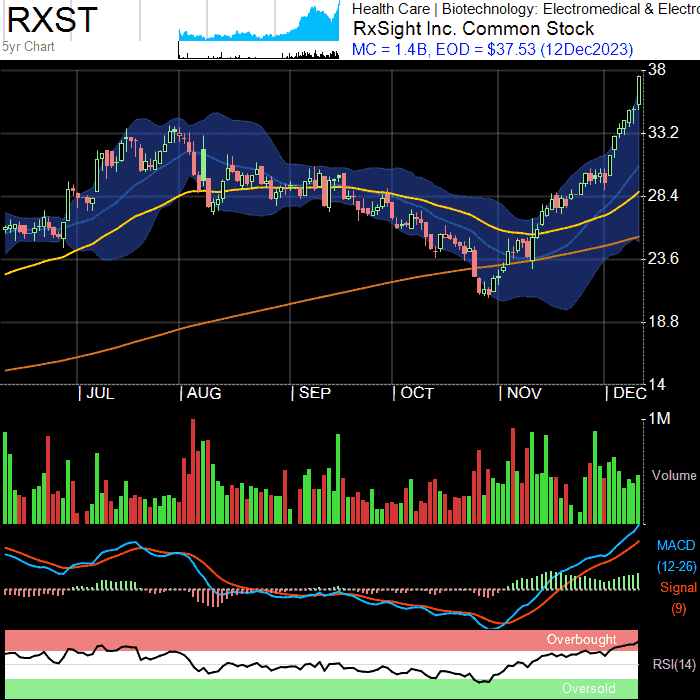 RXST
5yr Chart
Health Care | Biotechnology: Electromedical & Electro
RxSight Inc. Common Stock
MC = 1.4B, EOD = $37.53 (12Dec2023)
38
33.2
28.4
23.6
18.8
14
| JUL | AUG | SEP | OCT | NOV | DEC
1M
Volume
MACD
(12-26)
Signal
(9)
Overbought
RSI(14)
Oversold